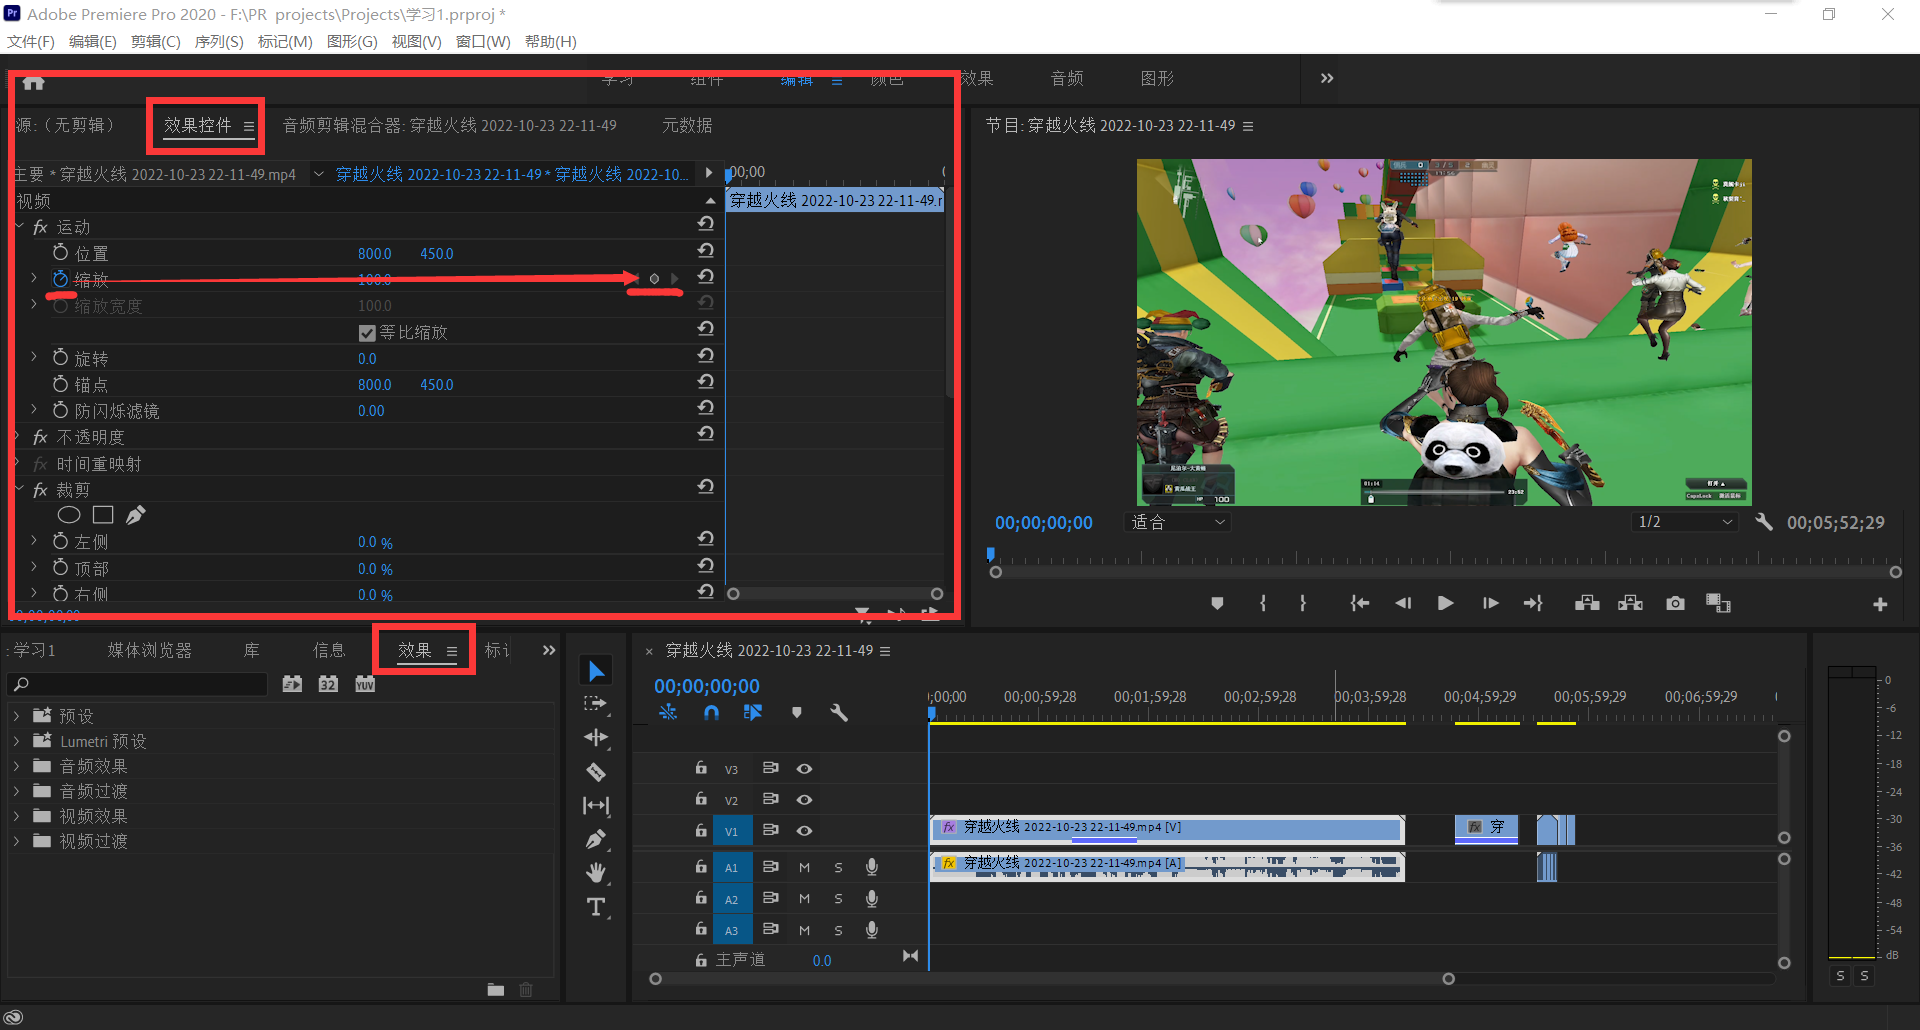 Pr Adobe Premiere Pro 2020 - F:\PR projects\Projects\学习1.prproj *
文件(F) 编辑(E) 剪辑(C) 序列(S) 标记(M) 图形(G) 视图(V) 窗口(W) 帮助(H)
学习 组件 编辑 颜色 效果 音频 图形
源:（无剪辑） 效果控件 音频剪辑混合器: 穿越火线 2022-10-23 22-11-49 元数据
主要 * 穿越火线 2022-10-23 22-11-49.mp4 穿越火线 2022-10-23 22-11-49 * 穿越火线 2022-10... 00;00
视频 穿越火线 2022-10-23 22-11-49.
fx 运动
位置 800.0 450.0
缩放 100.0
缩放宽度 100.0
等比缩放
旋转 0.0
锚点 800.0 450.0
防闪烁滤镜 0.00
fx 不透明度
fx 时间重映射
fx 裁剪
左侧 0.0 %
顶部 0.0 %
右侧 0.0 %
节目: 穿越火线 2022-10-23 22-11-49
01:14 23:52
HP 100
打开
CapsLock
00;00;00;00 适合 1/2 00;05;52;29
: 学习1 媒体浏览器 库 信息 效果 标
32 YUV
预设
Lumetri 预设
音频效果
音频过渡
视频效果
视频过渡
× 穿越火线 2022-10-23 22-11-49
00;00;00;00
;00;00 00;00;59;28 00;01;59;28 00;02;59;28 00;03;59;28 00;04;59;29 00;05;59;29 00;06;59;29
V3
V2
V1 fx 穿越火线 2022-10-23 22-11-49.mp4 [V] fx 穿
A1 M S fx 穿越火线 2022-10-23 22-11-49.mp4 [A]
A2 M S
A3 M S
主声道 0.0
0
-6
-12
-18
-24
-30
-36
-42
-48
-54
dB
S S